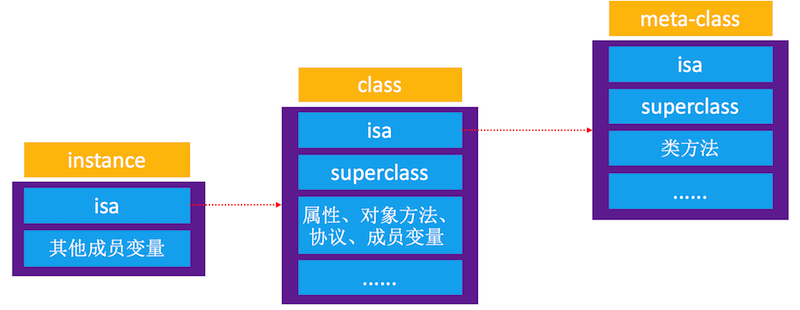 instance
isa
其他成员变量
class
isa
superclass
属性、对象方法、
协议、成员变量
......
meta-class
isa
superclass
类方法
......